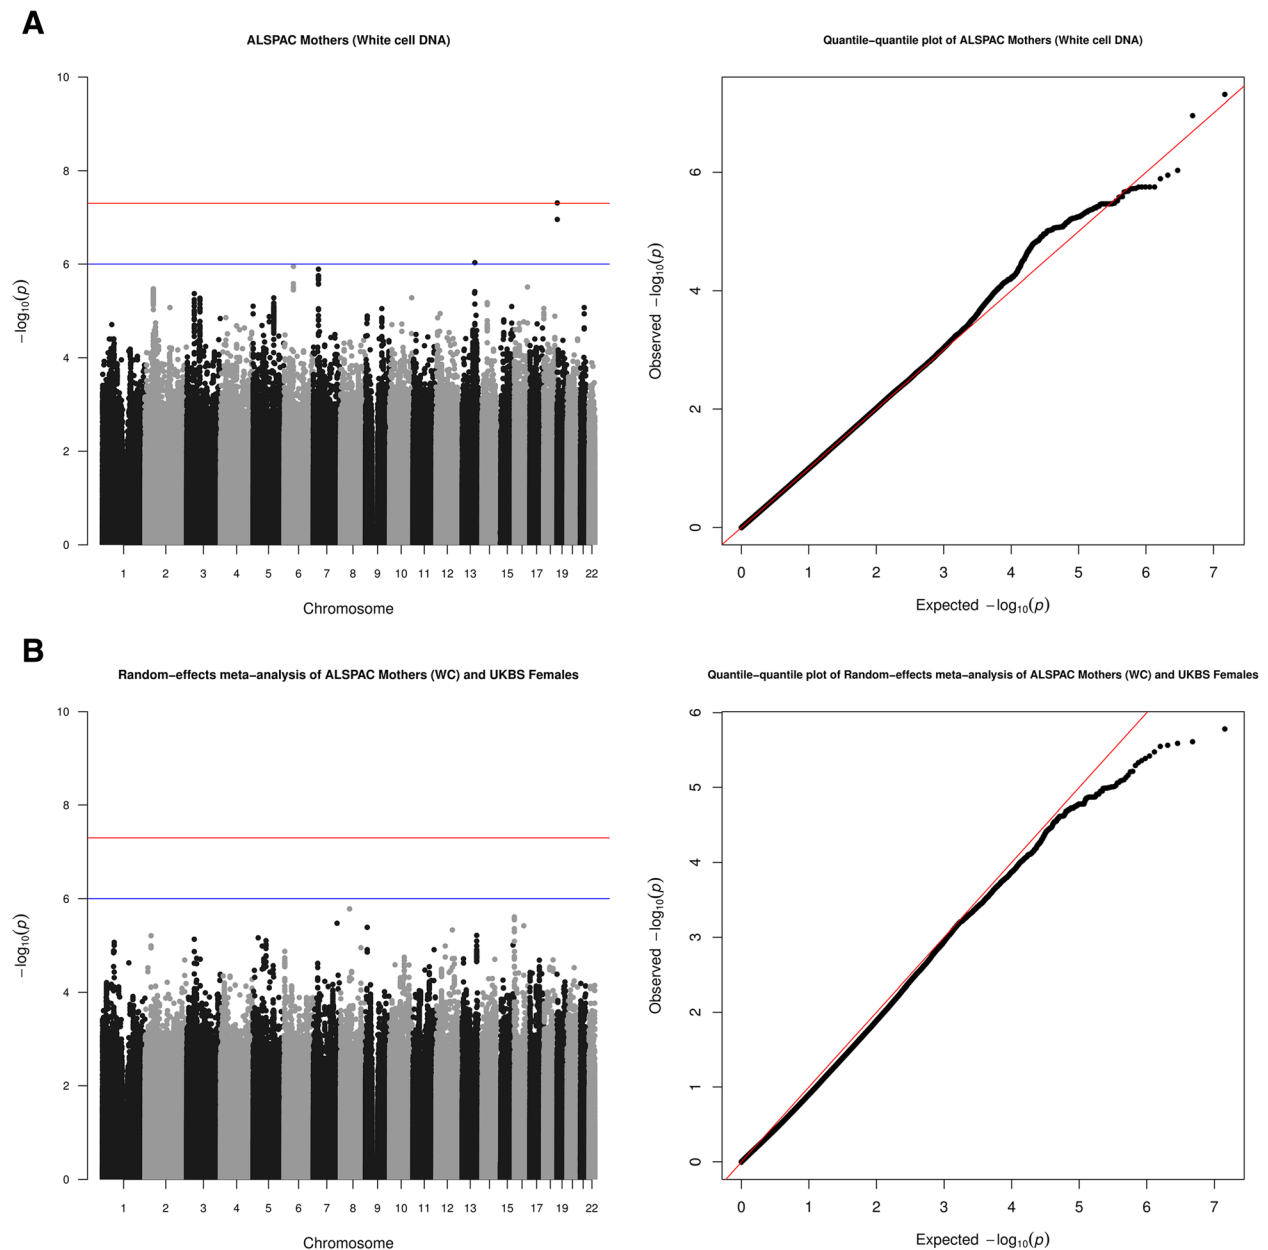 A
ALSPAC Mothers (White cell DNA)
10
8
6
4
2
0
−log10(p)
1 2 3 4 5 6 7 8 9 10 11 12 13 15 17 19 22
Chromosome
Quantile−quantile plot of ALSPAC Mothers (White cell DNA)
6
4
2
0
Observed −log10(p)
0 1 2 3 4 5 6 7
Expected −log10(p)
B
Random−effects meta−analysis of ALSPAC Mothers (WC) and UKBS Females
10
8
6
4
2
0
−log10(p)
1 2 3 4 5 6 7 8 9 10 11 12 13 15 17 19 22
Chromosome
Quantile−quantile plot of Random−effects meta−analysis of ALSPAC Mothers (WC) and UKBS Females
6
5
4
3
2
1
0
Observed −log10(p)
0 1 2 3 4 5 6 7
Expected −log10(p)